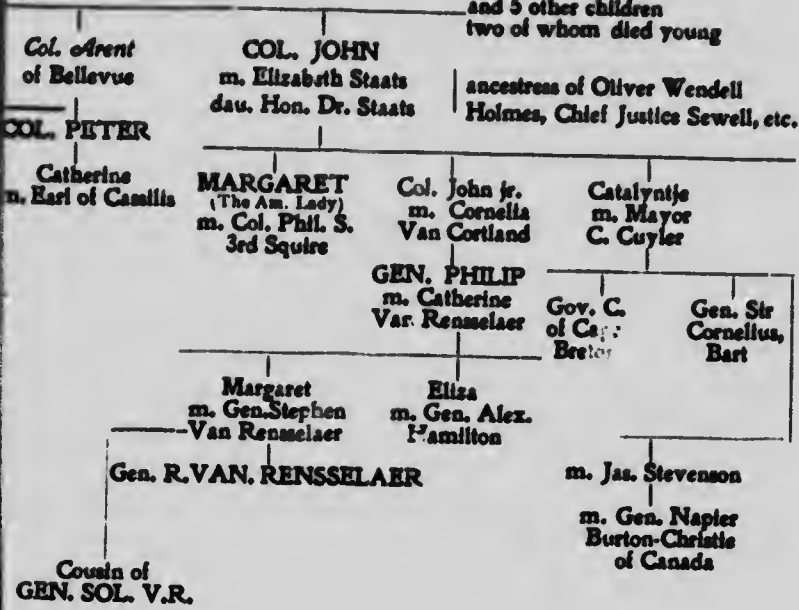 and 5 other children
two of whom died young
Col. Arent
of Bellevue
COL. JOHN
m. Elizabeth Staats
dau. Hon. Dr. Staats
ancestress of Oliver Wendell
Holmes, Chief Justice Sewell, etc.
COL. PETER
Catherine
m. Earl of Cassilis
MARGARET
(The Am. Lady)
m. Col. Phil. S.
3rd Squire
Col. John jr.
m. Cornelia
Van Cortland
Catalyntje
m. Mayor
C. Cuyler
GEN. PHILIP
m. Catherine
Van Rensselaer
Gov. C.
of Cape
Breton
Gen. Sir
Cornelius,
Bart
Margaret
m. Gen.Stephen
Van Rensselaer
Eliza
m. Gen. Alex.
Hamilton
Gen. R.VAN. RENSSELAER
m. Jas. Stevenson
m. Gen. Napier
Burton-Christie
of Canada
Cousin of
GEN. SOL. V.R.